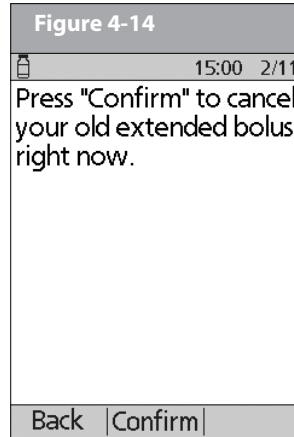 Figure 4-14
15:00 2/11
Press "Confirm" to cancel
your old extended bolus
right now.
Back Confirm